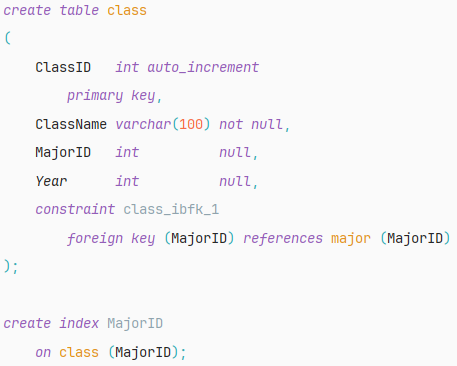 create table class
(
    ClassID   int auto_increment
        primary key,
    ClassName varchar(100) not null,
    MajorID   int          null,
    Year      int          null,
    constraint class_ibfk_1
        foreign key (MajorID) references major (MajorID)
);

create index MajorID
    on class (MajorID);